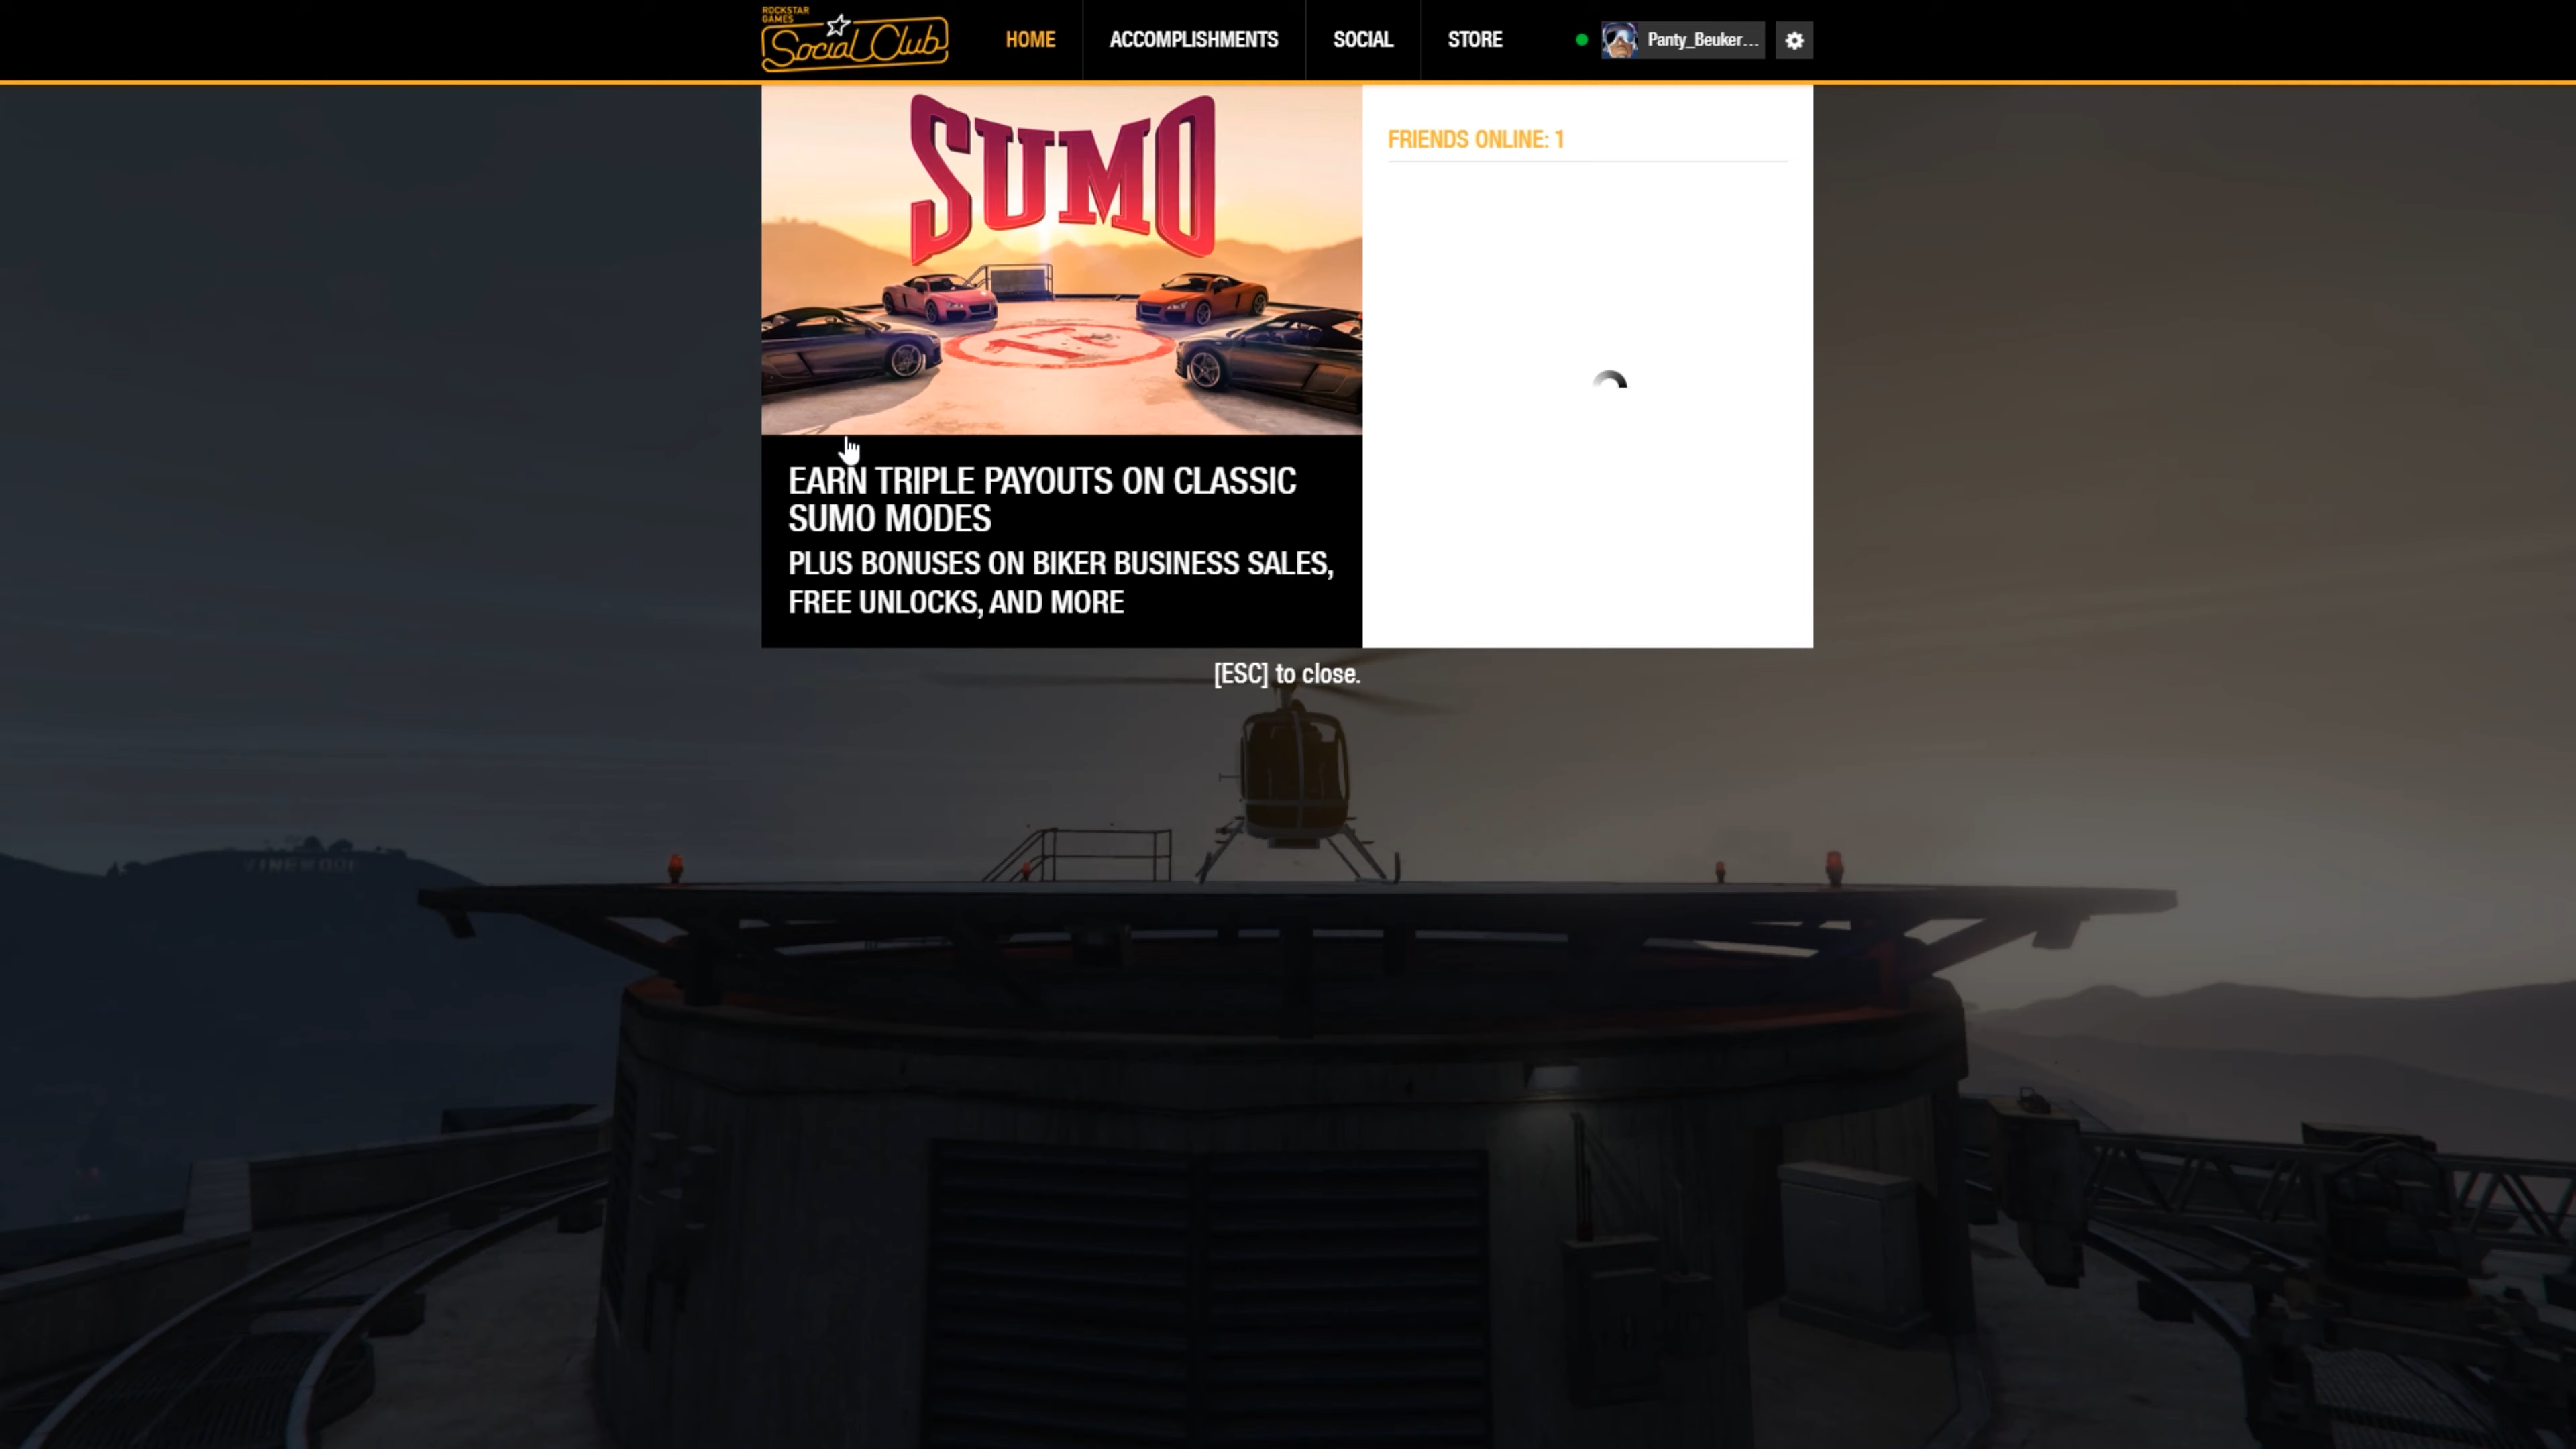 ROCKSTAR
GAMES
Social Club
HOME
ACCOMPLISHMENTS
SOCIAL
STORE
Panty_Beuker...
SUMO
FRIENDS ONLINE: 1
EARN TRIPLE PAYOUTS ON CLASSIC
SUMO MODES
PLUS BONUSES ON BIKER BUSINESS SALES,
FREE UNLOCKS, AND MORE
[ESC] to close.
VINEWOOD